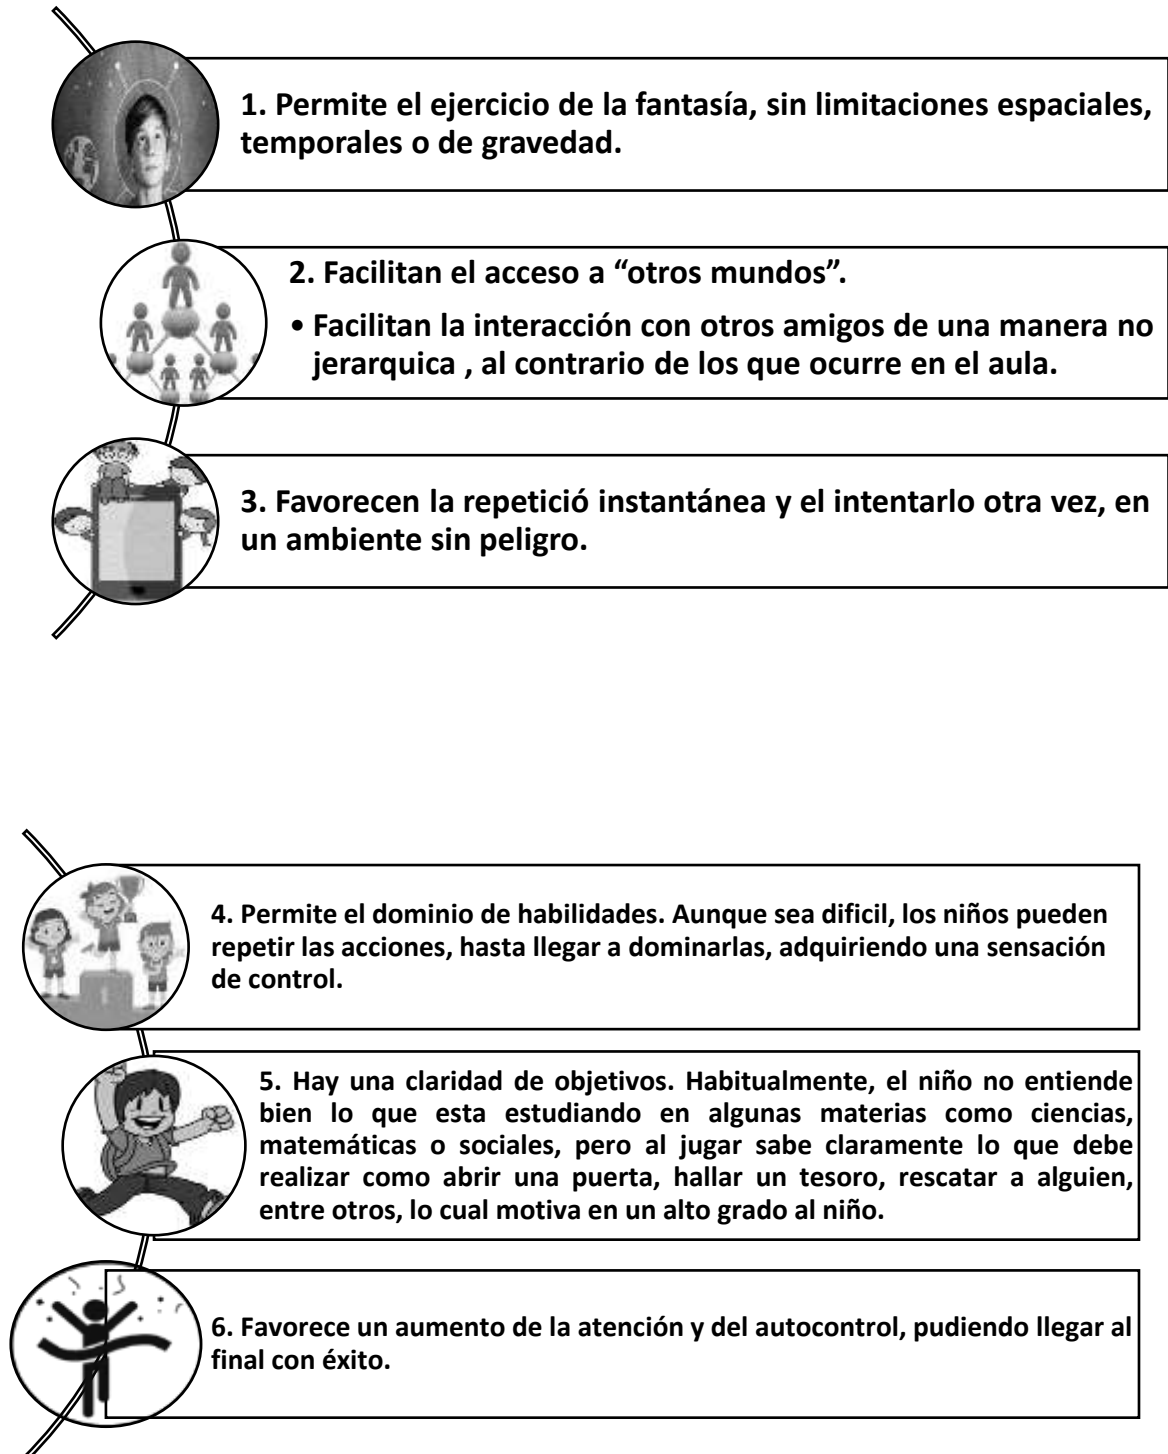 1. Permite el ejercicio de la fantasía, sin limitaciones espaciales,
temporales o de gravedad.
2. Facilitan el acceso a “otros mundos”.
• Facilitan la interacción con otros amigos de una manera no
jerarquica , al contrario de los que ocurre en el aula.
3. Favorecen la repetició instantánea y el intentarlo otra vez, en
un ambiente sin peligro.
4. Permite el dominio de habilidades. Aunque sea dificil, los niños pueden
repetir las acciones, hasta llegar a dominarlas, adquiriendo una sensación
de control.
5. Hay una claridad de objetivos. Habitualmente, el niño no entiende
bien lo que esta estudiando en algunas materias como ciencias,
matemáticas o sociales, pero al jugar sabe claramente lo que debe
realizar como abrir una puerta, hallar un tesoro, rescatar a alguien,
entre otros, lo cual motiva en un alto grado al niño.
6. Favorece un aumento de la atención y del autocontrol, pudiendo llegar al
final con éxito.